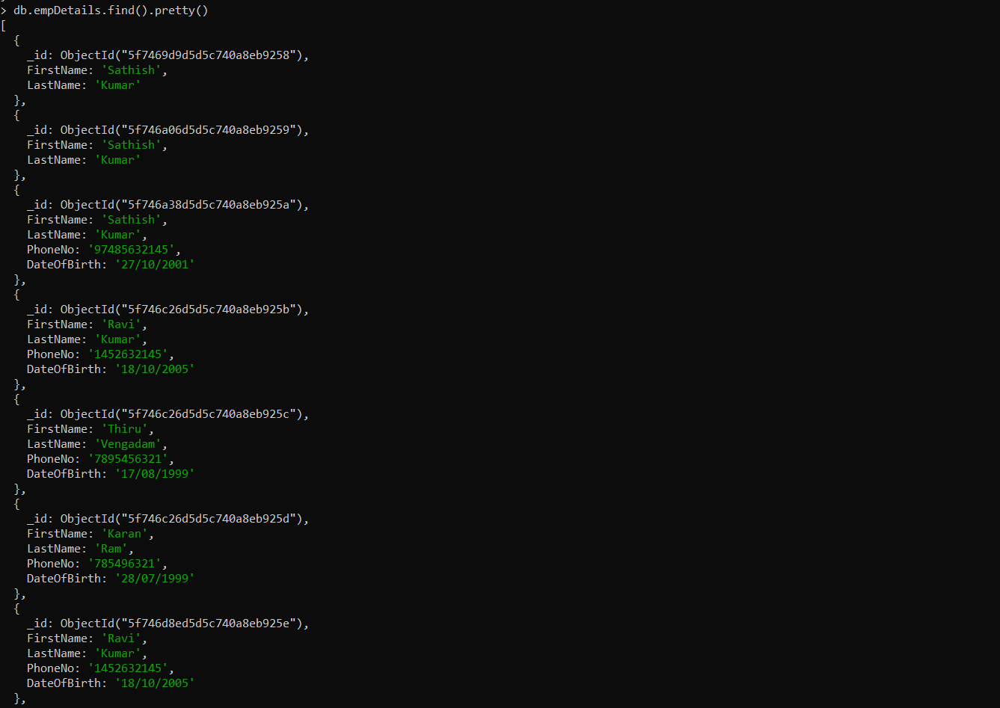 > db.empDetails.find().pretty()
[
  {
    _id: ObjectId("5f7469d9d5d5c740a8eb9258"),
    FirstName: 'Sathish',
    LastName: 'Kumar'
  },
  {
    _id: ObjectId("5f746a06d5d5c740a8eb9259"),
    FirstName: 'Sathish',
    LastName: 'Kumar'
  },
  {
    _id: ObjectId("5f746a38d5d5c740a8eb925a"),
    FirstName: 'Sathish',
    LastName: 'Kumar',
    PhoneNo: '97485632145',
    DateOfBirth: '27/10/2001'
  },
  {
    _id: ObjectId("5f746c26d5d5c740a8eb925b"),
    FirstName: 'Ravi',
    LastName: 'Kumar',
    PhoneNo: '1452632145',
    DateOfBirth: '18/10/2005'
  },
  {
    _id: ObjectId("5f746c26d5d5c740a8eb925c"),
    FirstName: 'Thiru',
    LastName: 'Vengadam',
    PhoneNo: '7895456321',
    DateOfBirth: '17/08/1999'
  },
  {
    _id: ObjectId("5f746c26d5d5c740a8eb925d"),
    FirstName: 'Karan',
    LastName: 'Ram',
    PhoneNo: '785496321',
    DateOfBirth: '28/07/1999'
  },
  {
    _id: ObjectId("5f746d8ed5d5c740a8eb925e"),
    FirstName: 'Ravi',
    LastName: 'Kumar',
    PhoneNo: '1452632145',
    DateOfBirth: '18/10/2005'
  },